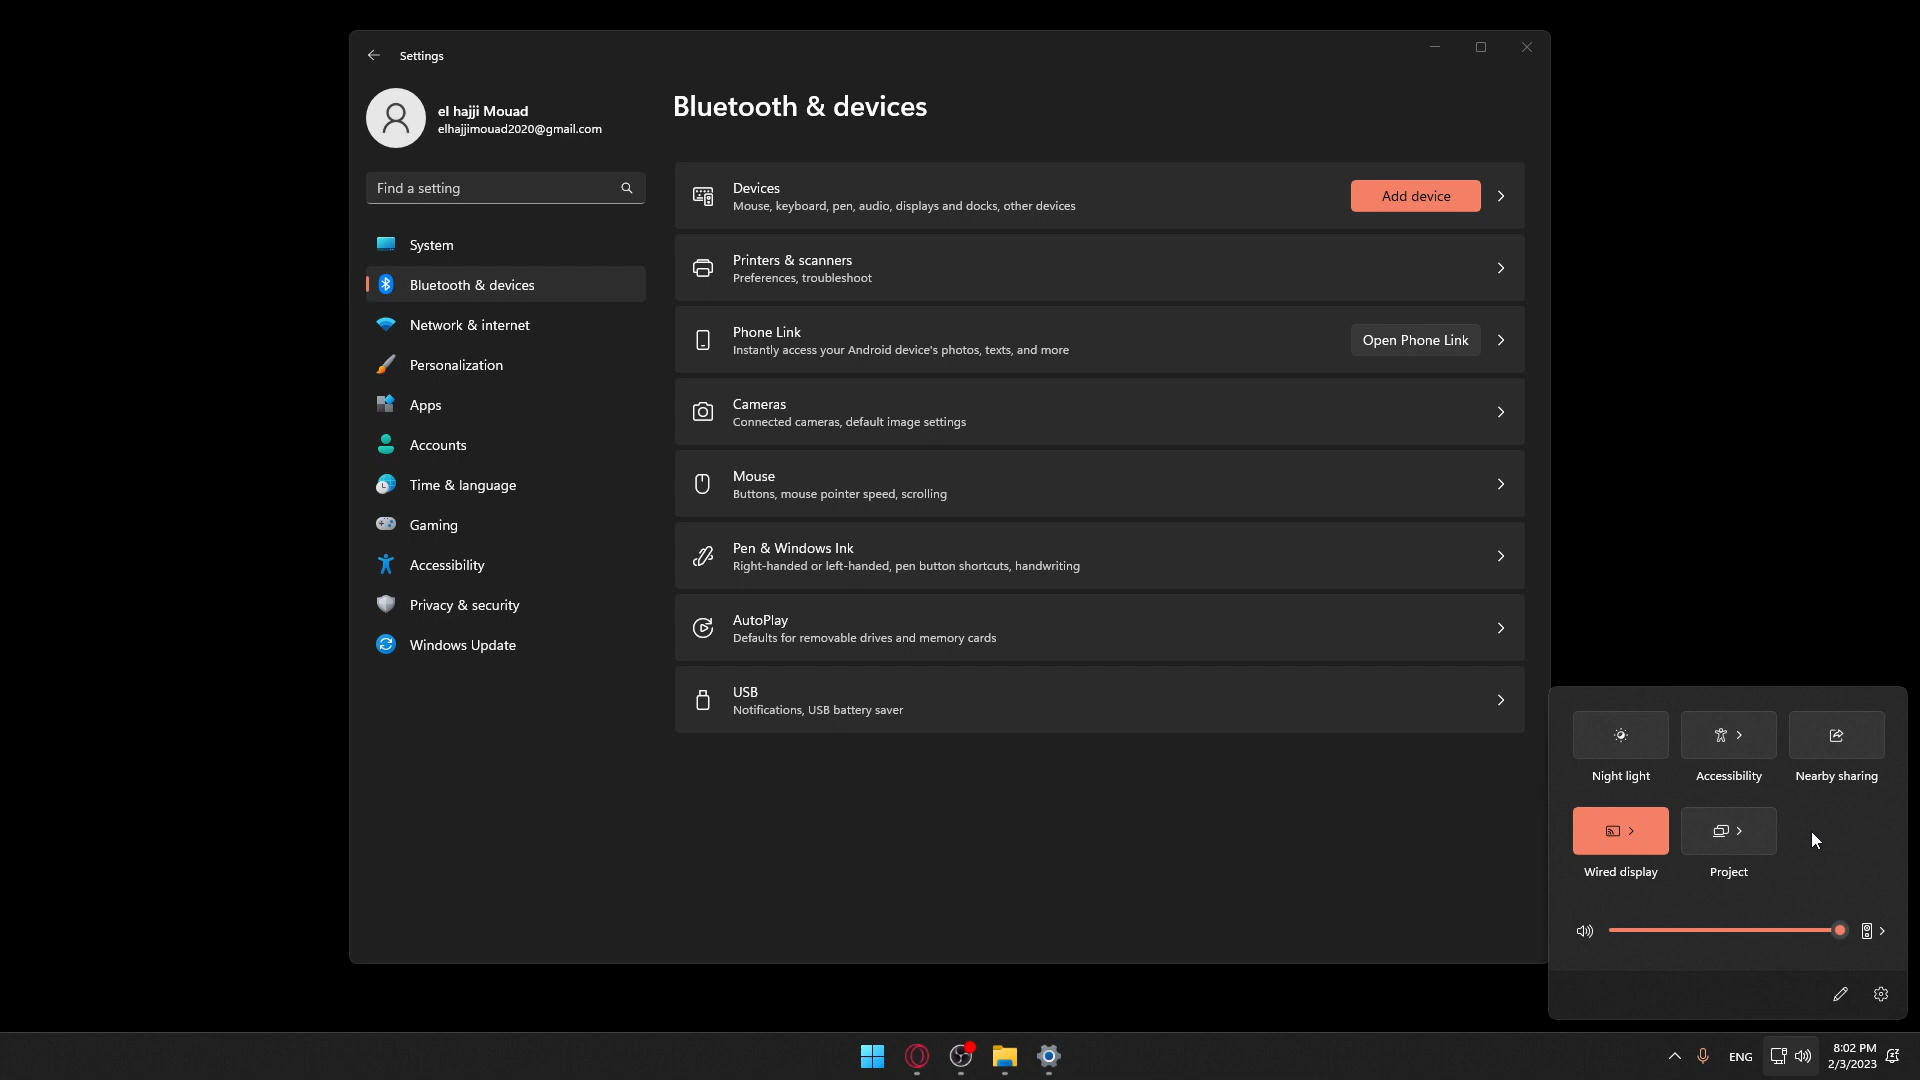 Settings
el hajji Mouad
elhajjimouad2020@gmail.com
Find a setting
System
Bluetooth & devices
Network & internet
Personalization
Apps
Accounts
Time & language
Gaming
Accessibility
Privacy & security
Windows Update
Bluetooth & devices
Devices
Mouse, keyboard, pen, audio, displays and docks, other devices
Add device
Printers & scanners
Preferences, troubleshoot
Phone Link
Instantly access your Android device's photos, texts, and more
Open Phone Link
Cameras
Connected cameras, default image settings
Mouse
Buttons, mouse pointer speed, scrolling
Pen & Windows Ink
Right-handed or left-handed, pen button shortcuts, handwriting
AutoPlay
Defaults for removable drives and memory cards
USB
Notifications, USB battery saver
Night light
Accessibility
Nearby sharing
Wired display
Project
ENG
8:02 PM
2/3/2023